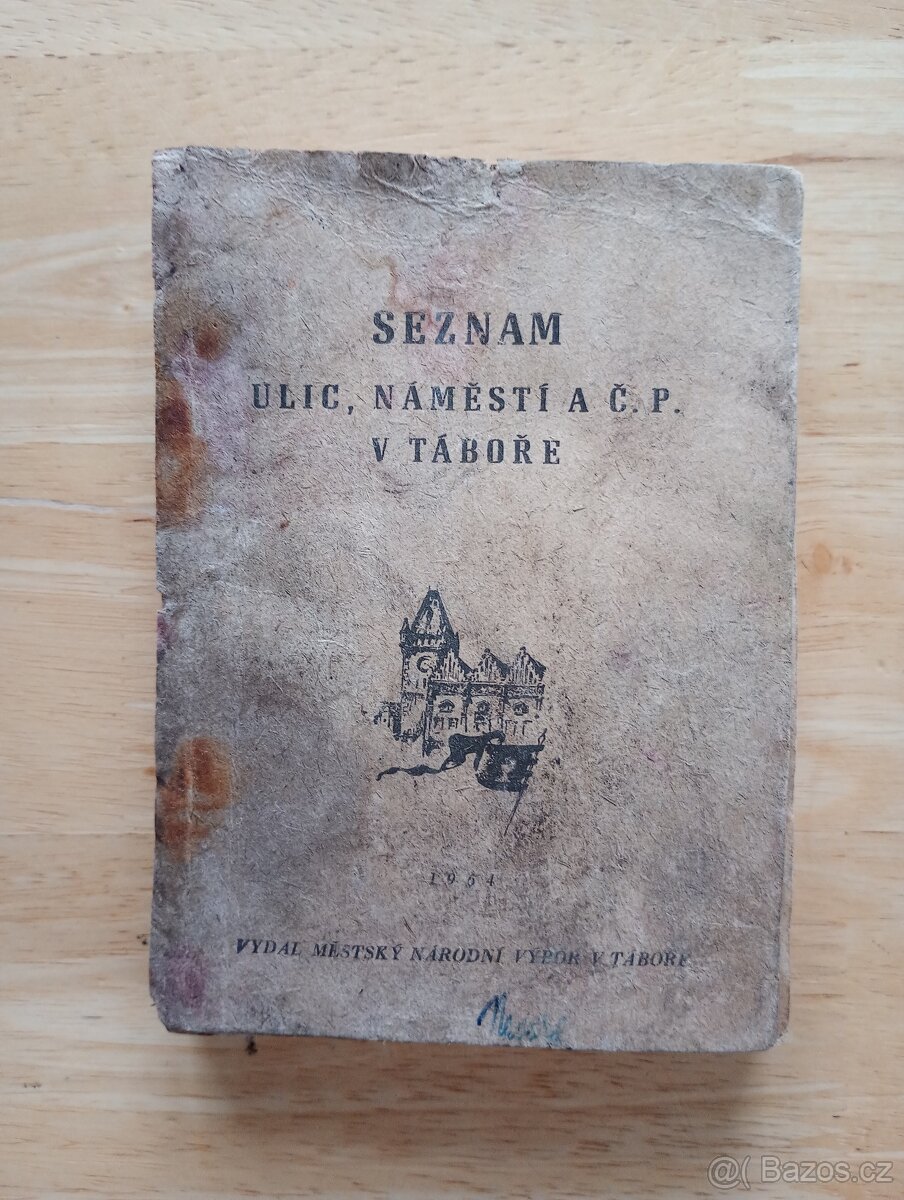 SEZNAM
ULIC, NÁMĚSTÍ A Č. P.
V TÁBOŘE
1954
VYDAL MĚSTSKÝ NÁRODNÍ VÝBOR V TÁBOŘE
@( Bazos.cz